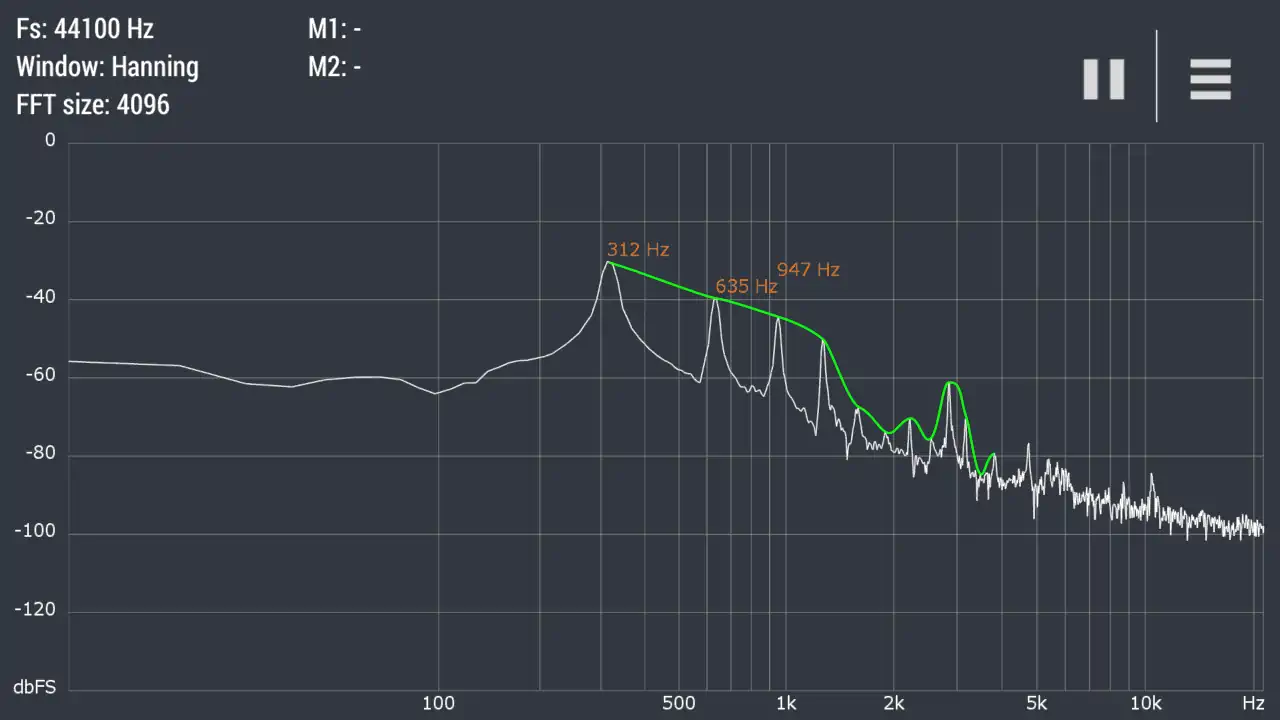 Fs: 44100 Hz
M1: -
Window: Hanning
M2: -
FFT size: 4096
0
-20
312 Hz
947 Hz
635 Hz
-40
-60
-80
-100
-120
dbFS
100
500
1k
2k
5k
10k
Hz